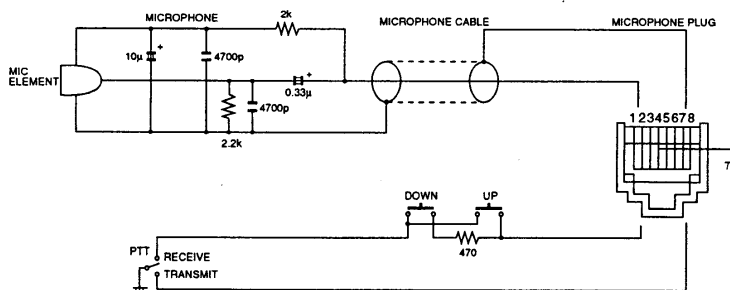 MICROPHONE
2k
MICROPHONE CABLE
MICROPHONE PLUG
10µ
+
4700p
MIC
ELEMENT
+
0.33µ
4700p
2.2k
12345678
7
DOWN
UP
470
PTT
RECEIVE
TRANSMIT